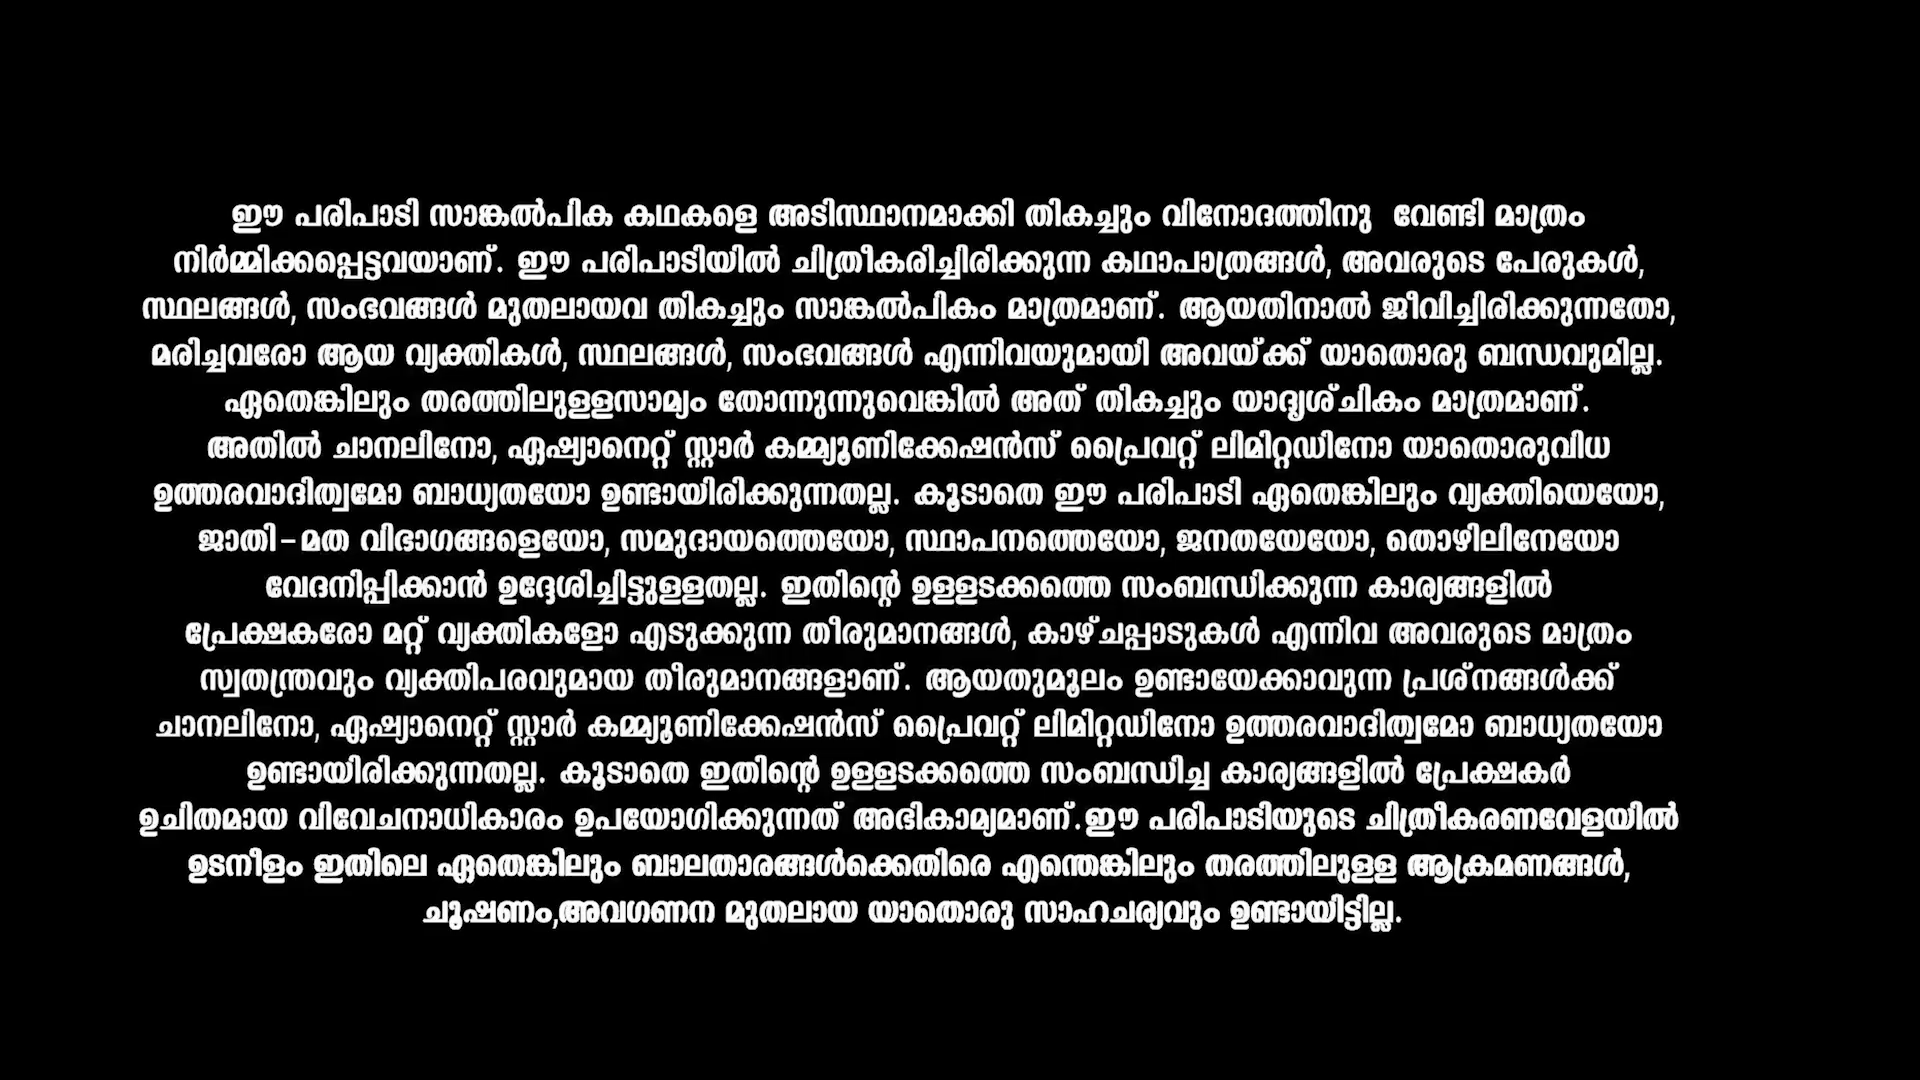 ഈ പരിപാടി സാങ്കൽപിക കഥകളെ അടിസ്ഥാനമാക്കി തികച്ചും വിനോദത്തിനു വേണ്ടി മാത്രം
നിർമ്മിക്കപ്പെട്ടവയാണ്. ഈ പരിപാടിയിൽ ചിത്രീകരിച്ചിരിക്കുന്ന കഥാപാത്രങ്ങൾ, അവരുടെ പേരുകൾ,
സ്ഥലങ്ങൾ, സംഭവങ്ങൾ മുതലായവ തികച്ചും സാങ്കൽപികം മാത്രമാണ്. ആയതിനാൽ ജീവിച്ചിരിക്കുന്നതോ,
മരിച്ചവരോ ആയ വ്യക്തികൾ, സ്ഥലങ്ങൾ, സംഭവങ്ങൾ എന്നിവയുമായി അവയ്ക്ക് യാതൊരു ബന്ധവുമില്ല.
ഏതെങ്കിലും തരത്തിലുളളസാമ്യം തോന്നുന്നുവെങ്കിൽ അത് തികച്ചും യാദൃശ്ചികം മാത്രമാണ്.
അതിൽ ചാനലിനോ, ഏഷ്യാനെറ്റ് സ്റ്റാർ കമ്മ്യൂണിക്കേഷൻസ് പ്രൈവറ്റ് ലിമിറ്റഡിനോ യാതൊരുവിധ
ഉത്തരവാദിത്വമോ ബാധ്യതയോ ഉണ്ടായിരിക്കുന്നതല്ല. കൂടാതെ ഈ പരിപാടി ഏതെങ്കിലും വ്യക്തിയെയോ,
ജാതി-മത വിഭാഗങ്ങളെയോ, സമുദായത്തെയോ, സ്ഥാപനത്തെയോ, ജനതയേയോ, തൊഴിലിനേയോ
വേദനിപ്പിക്കാൻ ഉദ്ദേശിച്ചിട്ടുളളതല്ല. ഇതിന്റെ ഉളളടക്കത്തെ സംബന്ധിക്കുന്ന കാര്യങ്ങളിൽ
പ്രേക്ഷകരോ മറ്റ് വ്യക്തികളോ എടുക്കുന്ന തീരുമാനങ്ങൾ, കാഴ്ചപ്പാടുകൾ എന്നിവ അവരുടെ മാത്രം
സ്വതന്ത്രവും വ്യക്തിപരവുമായ തീരുമാനങ്ങളാണ്. ആയതുമൂലം ഉണ്ടായേക്കാവുന്ന പ്രശ്നങ്ങൾക്ക്
ചാനലിനോ, ഏഷ്യാനെറ്റ് സ്റ്റാർ കമ്മ്യൂണിക്കേഷൻസ് പ്രൈവറ്റ് ലിമിറ്റഡിനോ ഉത്തരവാദിത്വമോ ബാധ്യതയോ
ഉണ്ടായിരിക്കുന്നതല്ല. കൂടാതെ ഇതിന്റെ ഉളളടക്കത്തെ സംബന്ധിച്ച കാര്യങ്ങളിൽ പ്രേക്ഷകർ
ഉചിതമായ വിവേചനാധികാരം ഉപയോഗിക്കുന്നത് അഭികാമ്യമാണ്.ഈ പരിപാടിയുടെ ചിത്രീകരണവേളയിൽ
ഉടനീളം ഇതിലെ ഏതെങ്കിലും ബാലതാരങ്ങൾക്കെതിരെ എന്തെങ്കിലും തരത്തിലുളള ആക്രമണങ്ങൾ,
ചൂഷണം,അവഗണന മുതലായ യാതൊരു സാഹചര്യവും ഉണ്ടായിട്ടില്ല.